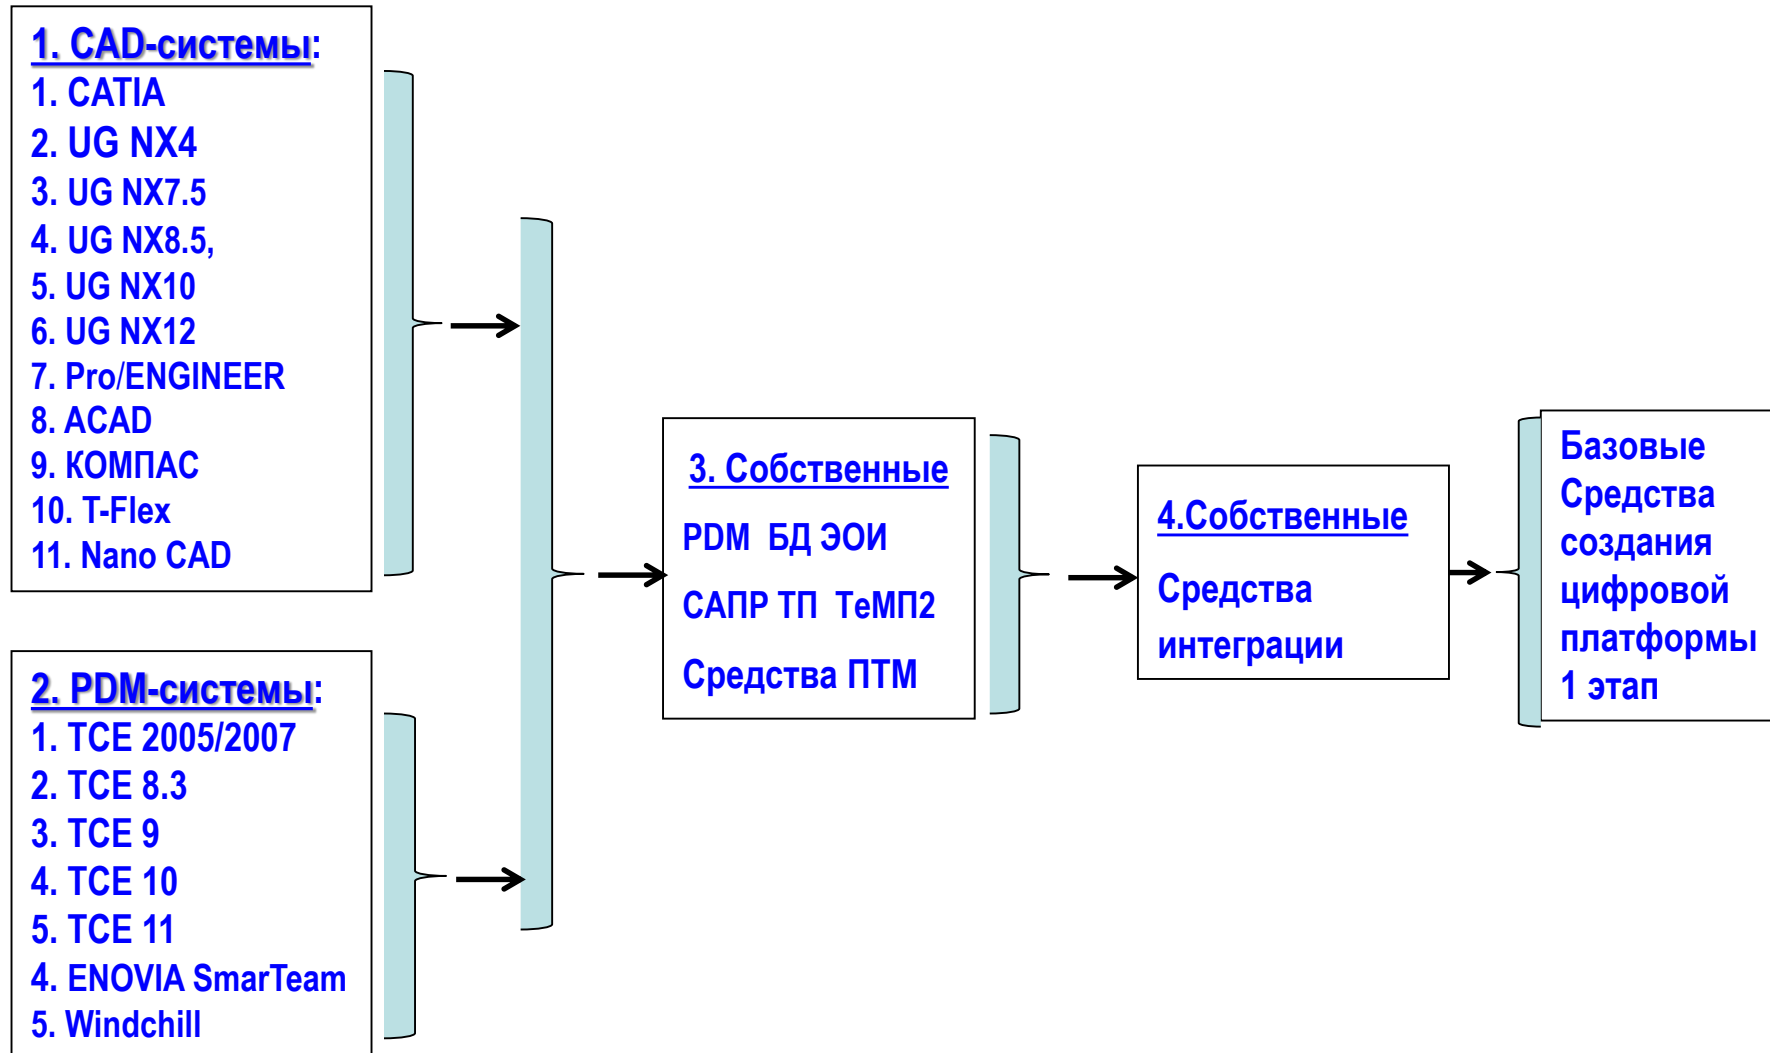 1. CAD-системы:
1. CATIA
2. UG NX4
3. UG NX7.5
4. UG NX8.5,
5. UG NX10
6. UG NX12
7. Pro/ENGINEER
8. ACAD
9. КОМПАС
10. T-Flex
11. Nano CAD
2. PDM-системы:
1. TCE 2005/2007
2. TCE 8.3
3. TCE 9
4. TCE 10
5. TCE 11
4. ENOVIA SmarTeam
5. Windchill
3. Собственные
PDM БД ЭОИ
САПР ТП ТеМП2
Средства ПТМ
4.Собственные
Средства
интеграции
Базовые
Средства
создания
цифровой
платформы
1 этап